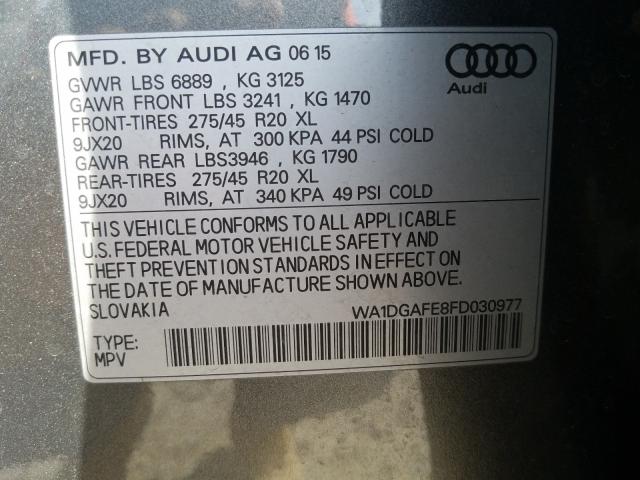 MFD. BY AUDI AG 06 15
GVWR LBS 6889 , KG 3125
GAWR FRONT LBS 3241 , KG 1470
FRONT-TIRES 275/45 R20 XL
9JX20 RIMS, AT 300 KPA 44 PSI COLD
GAWR REAR LBS3946 , KG 1790
REAR-TIRES 275/45 R20 XL
9JX20 RIMS, AT 340 KPA 49 PSI COLD
Audi
THIS VEHICLE CONFORMS TO ALL APPLICABLE
U.S. FEDERAL MOTOR VEHICLE SAFETY AND
THEFT PREVENTION STANDARDS IN EFFECT ON
THE DATE OF MANUFACTURE SHOWN ABOVE.
SLOVAKIA WA1DGAFE8FD030977
TYPE:
MPV